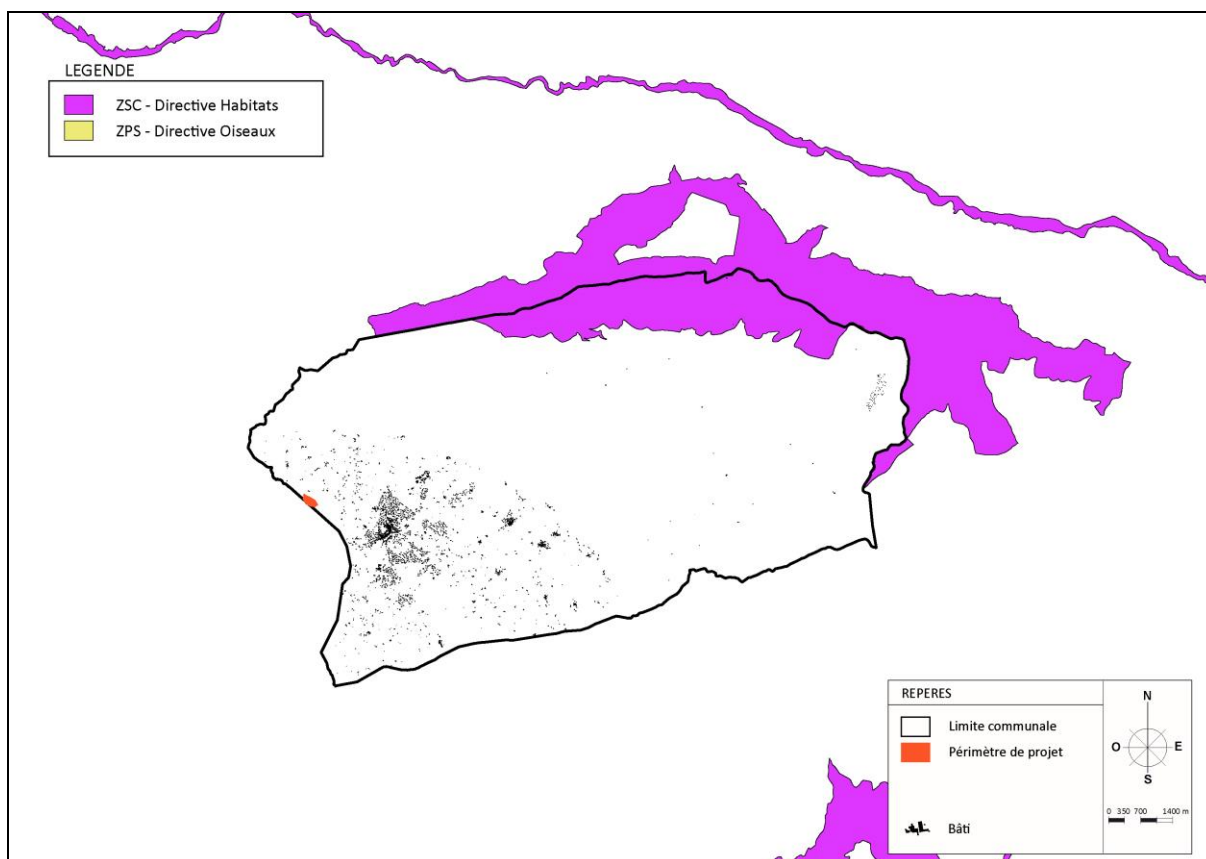 LEGENDE
ZSC - Directive Habitats
ZPS - Directive Oiseaux
REPERES
Limite communale
Périmètre de projet
Bâti
N
O
E
S
0 350 700 1400 m